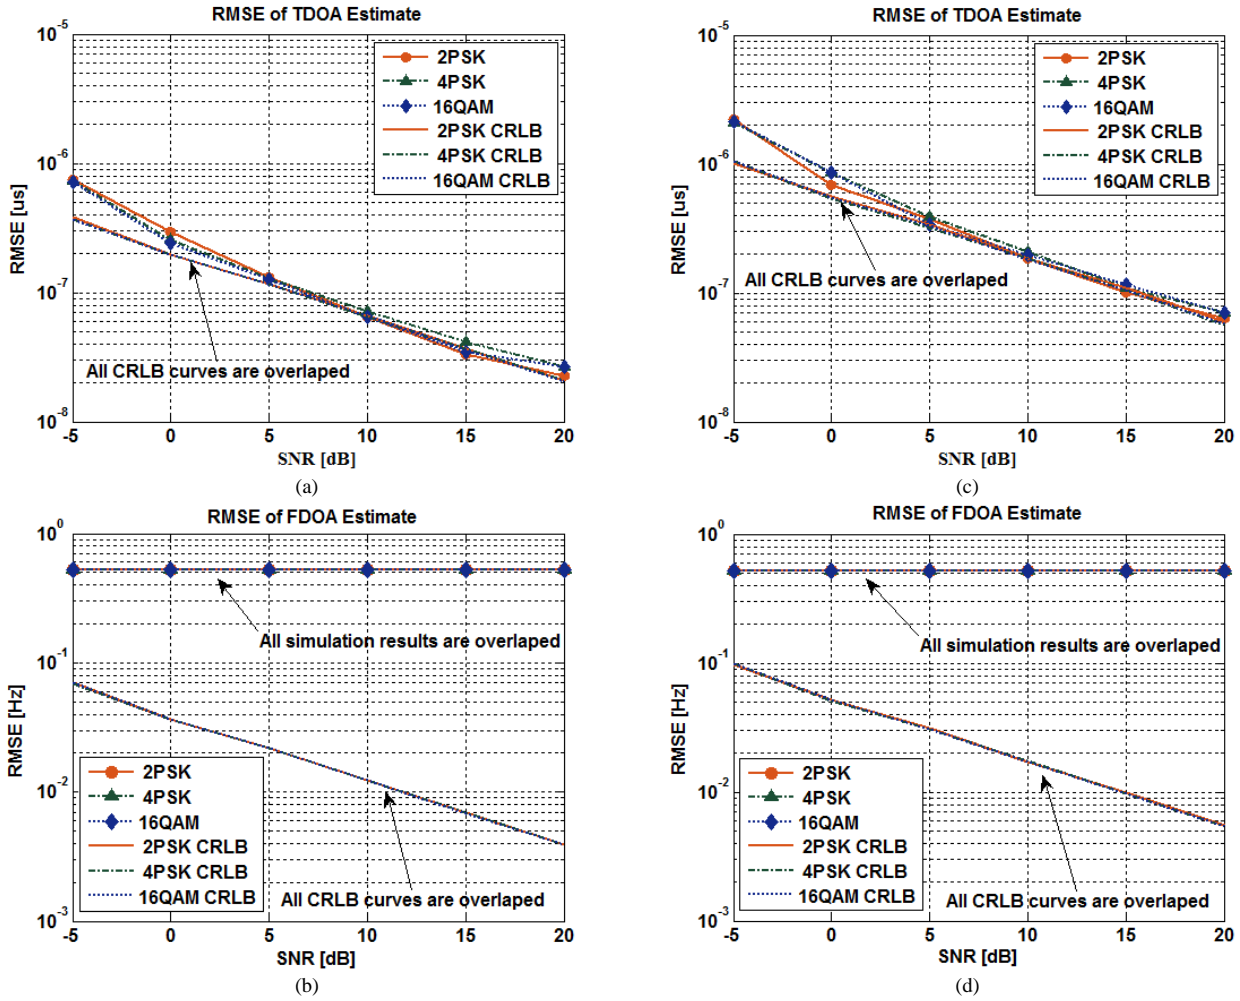 RMSE of TDOA Estimate
10^-5
10^-6
10^-7
10^-8
RMSE [us]
2PSK
4PSK
16QAM
2PSK CRLB
4PSK CRLB
16QAM CRLB
All CRLB curves are overlaped
-5 0 5 10 15 20
SNR [dB]
(a)
RMSE of TDOA Estimate
10^-5
10^-6
10^-7
10^-8
RMSE [us]
2PSK
4PSK
16QAM
2PSK CRLB
4PSK CRLB
16QAM CRLB
All CRLB curves are overlaped
-5 0 5 10 15 20
SNR [dB]
(c)
RMSE of FDOA Estimate
10^0
10^-1
10^-2
10^-3
RMSE [Hz]
All simulation results are overlaped
2PSK
4PSK
16QAM
2PSK CRLB
4PSK CRLB
16QAM CRLB
All CRLB curves are overlaped
-5 0 5 10 15 20
SNR [dB]
(b)
RMSE of FDOA Estimate
10^0
10^-1
10^-2
10^-3
RMSE [Hz]
All simulation results are overlaped
2PSK
4PSK
16QAM
2PSK CRLB
4PSK CRLB
16QAM CRLB
All CRLB curves are overlaped
-5 0 5 10 15 20
SNR [dB]
(d)